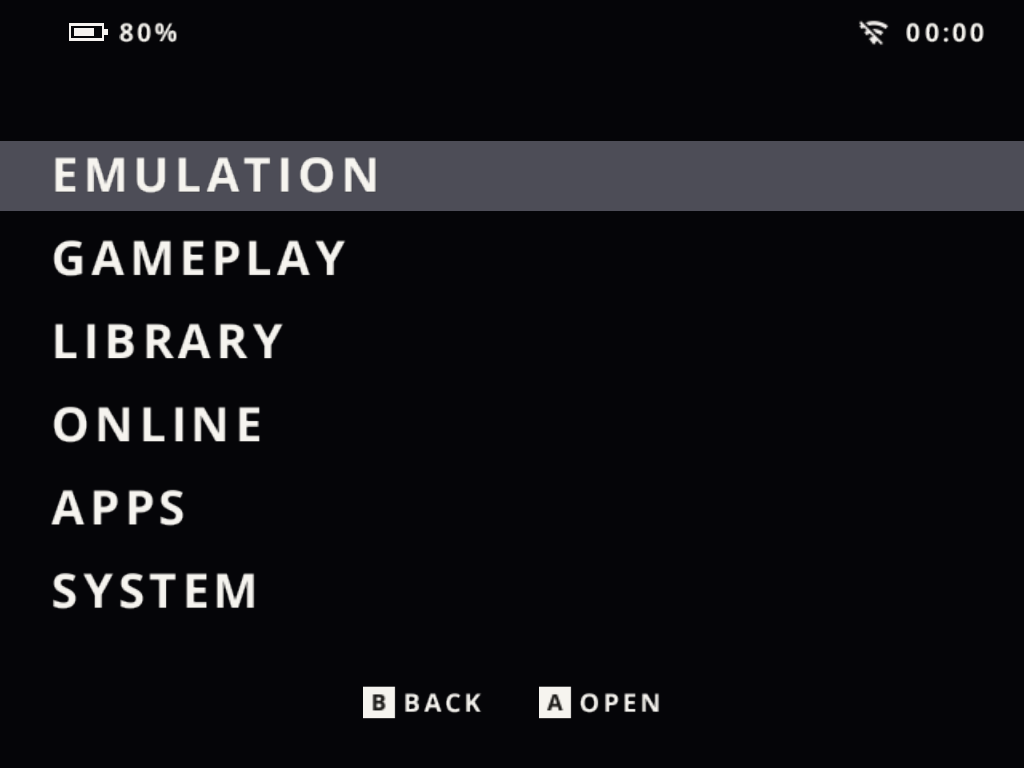 80% 00:00
EMULATION
GAMEPLAY
LIBRARY
ONLINE
APPS
SYSTEM
B BACK A OPEN